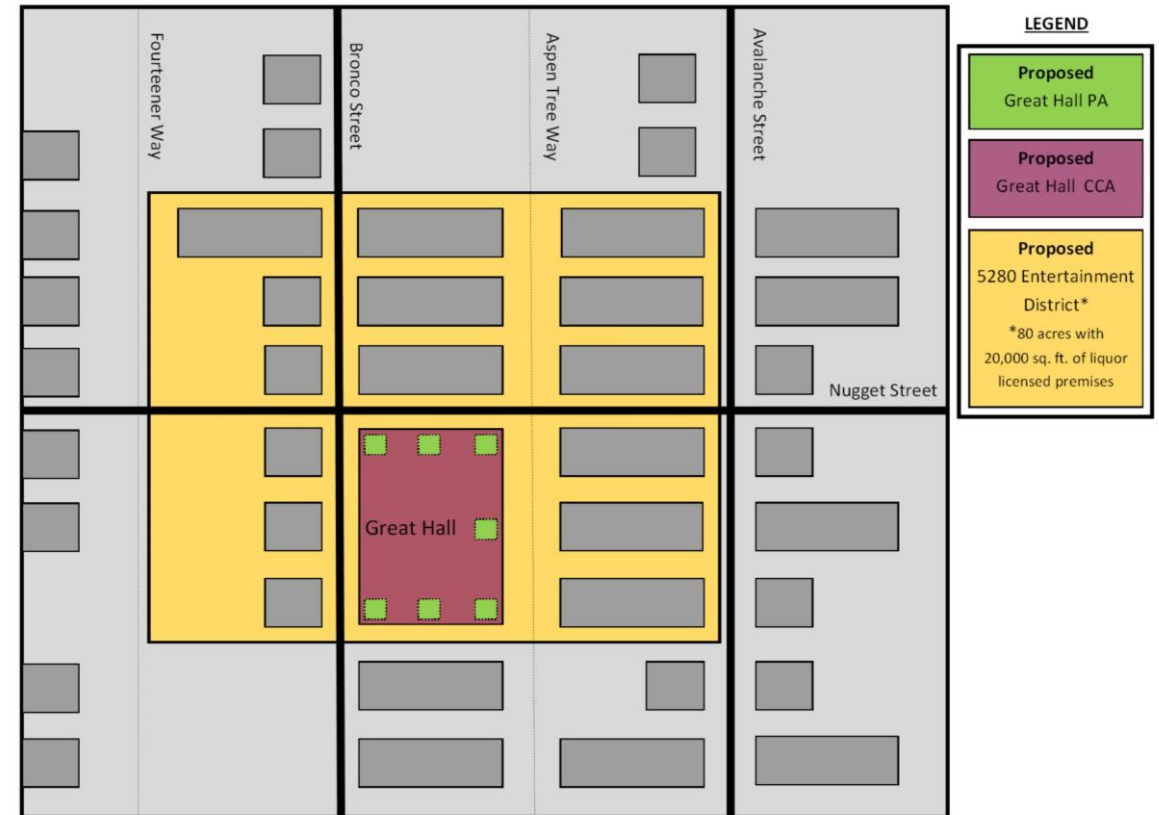 Fourteener Way
Bronco Street
Aspen Tree Way
Avalanche Street
Nugget Street
Great Hall
LEGEND
Proposed
Great Hall PA
Proposed
Great Hall CCA
Proposed
5280 Entertainment
District*
*80 acres with
20,000 sq. ft. of liquor
licensed premises